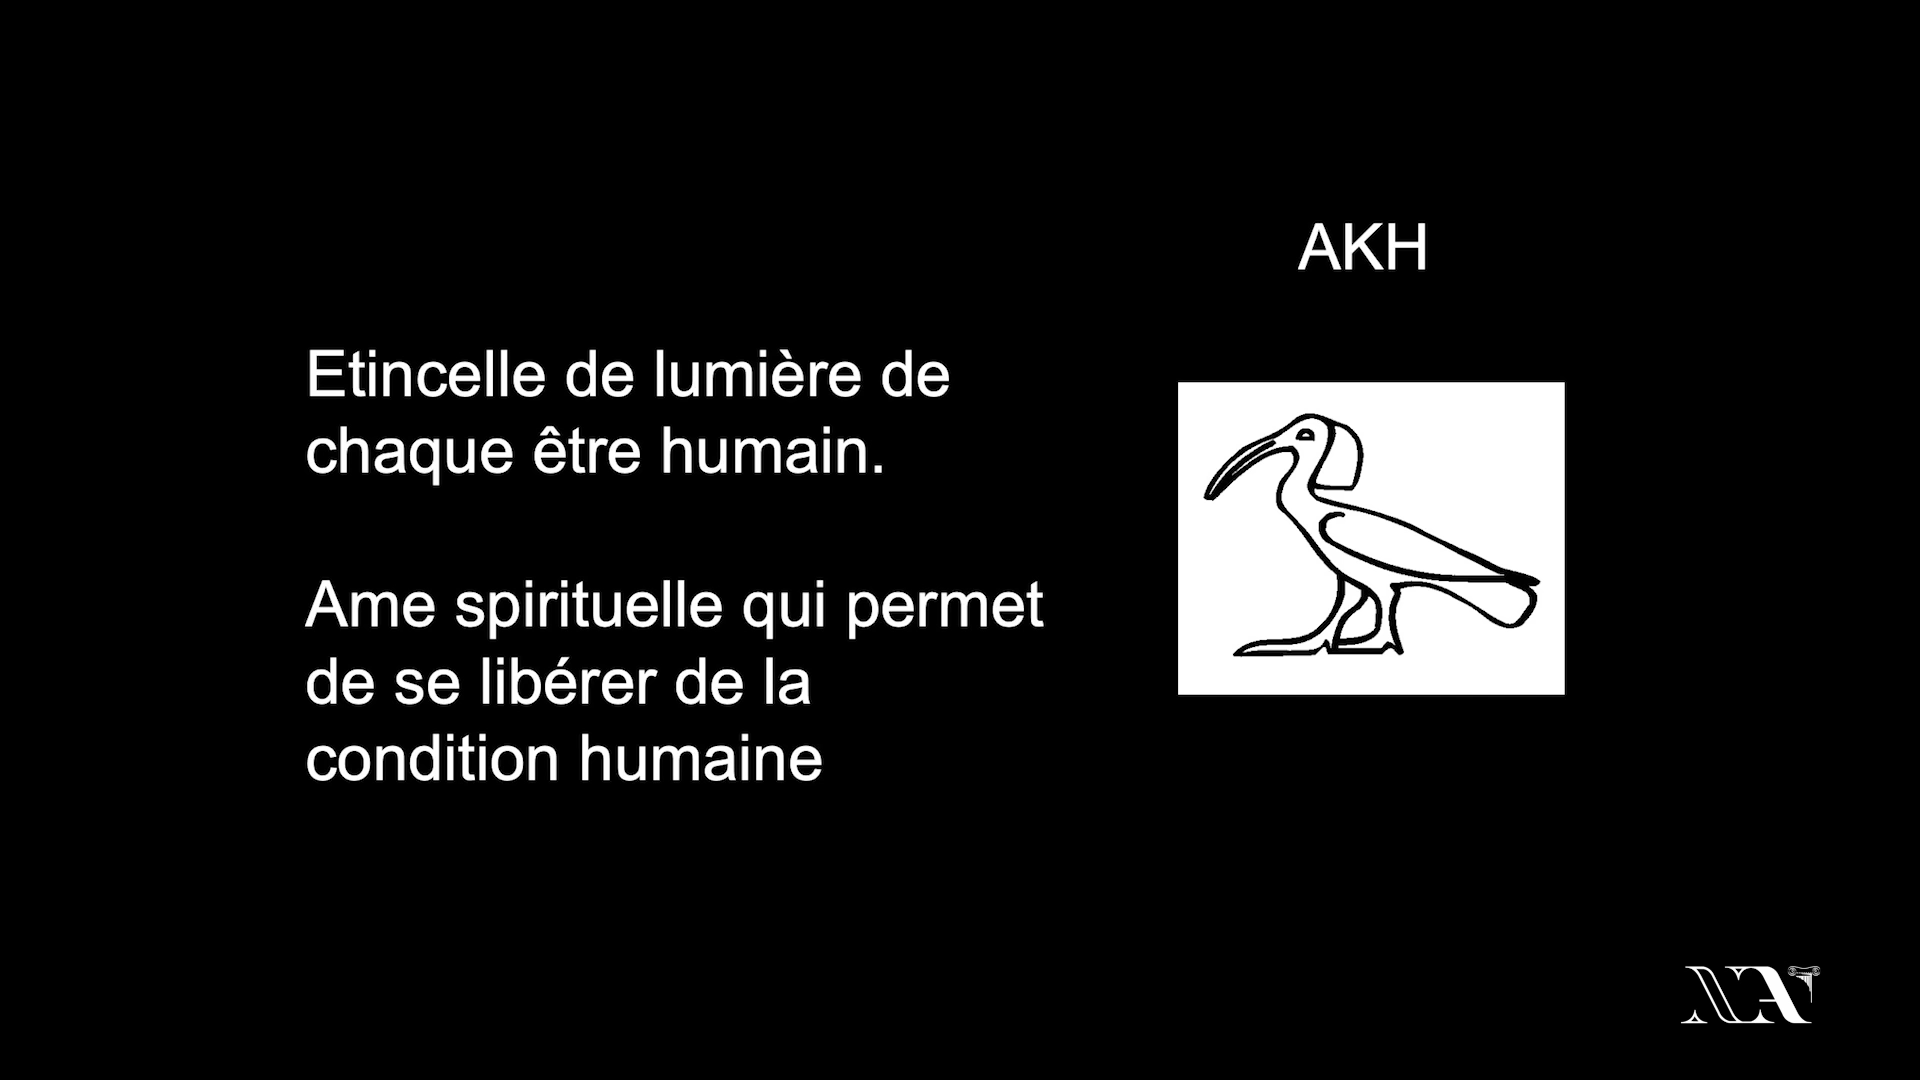 AKH
Etincelle de lumière de
chaque être humain.
Ame spirituelle qui permet
de se libérer de la
condition humaine